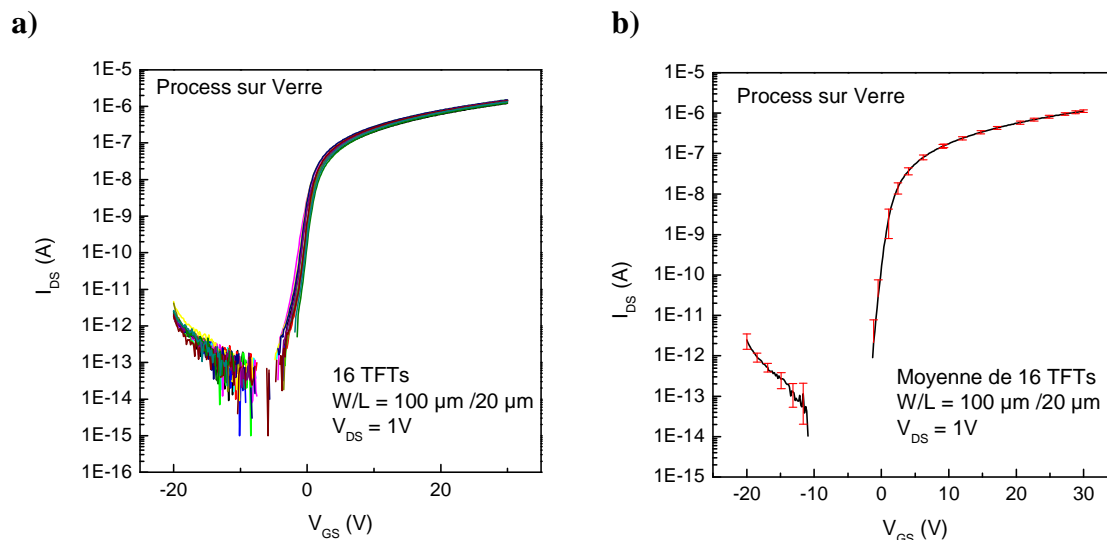 a)
Process sur Verre
1E-5
1E-6
1E-7
1E-8
1E-9
1E-10
1E-11
1E-12
1E-13
1E-14
1E-15
1E-16
I_DS (A)
16 TFTs
W/L = 100 µm /20 µm
V_DS = 1V
-20 0 20
V_GS (V)
b)
Process sur Verre
1E-5
1E-6
1E-7
1E-8
1E-9
1E-10
1E-11
1E-12
1E-13
1E-14
1E-15
I_DS (A)
Moyenne de 16 TFTs
W/L = 100 µm /20 µm
V_DS = 1V
-20 -10 0 10 20 30
V_GS (V)